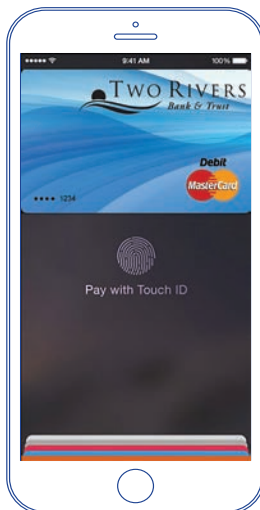 9:41 AM 100%
TWO RIVERS
Bank & Trust
Debit
MasterCard
1234
Pay with Touch ID